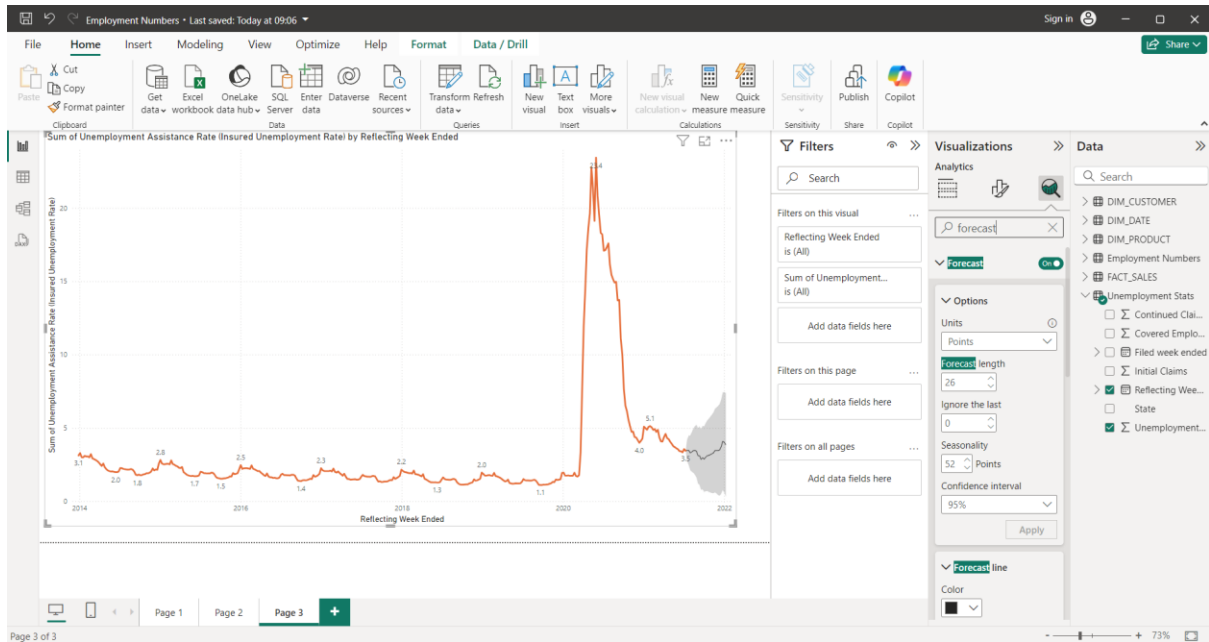 Employment Numbers • Last saved: Today at 09:06
Sign in
File Home Insert Modeling View Optimize Help Format Data / Drill
Share
Paste
Cut
Copy
Format painter
Clipboard
Get data
Excel workbook
OneLake data hub
SQL Server
Enter data
Dataverse
Recent sources
Data
Transform data
Refresh
Queries
New visual
Text box
More visuals
Insert
New visual calculation
New measure
Quick measure
Calculations
Sensitivity
Sensitivity
Publish
Share
Copilot
Copilot
Sum of Unemployment Assistance Rate (Insured Unemployment Rate) by Reflecting Week Ended
Sum of Unemployment Assistance Rate (Insured Unemployment Rate)
20
15
10
5
0
3.1
2.0
1.8
2.8
1.7
1.5
2.5
1.4
2.3
2.2
1.3
2.0
1.1
4.0
5.1
3.5
2014 2016 2018 2020 2022
Reflecting Week Ended
Filters
Search
Filters on this visual ...
Reflecting Week Ended
is (All)
Sum of Unemployment...
is (All)
Add data fields here
Filters on this page ...
Add data fields here
Filters on all pages ...
Add data fields here
Visualizations
Analytics
forecast
Forecast
On
Options
Units
Points
Forecast length
26
Ignore the last
0
Seasonality
52 Points
Confidence interval
95%
Apply
Forecast line
Color
Data
Search
DIM_CUSTOMER
DIM_DATE
DIM_PRODUCT
Employment Numbers
FACT_SALES
Unemployment Stats
Continued Clai...
Covered Emplo...
Filed week ended
Initial Claims
Reflecting Wee...
State
Unemployment...
Page 1 Page 2 Page 3 +
Page 3 of 3
- + 73%